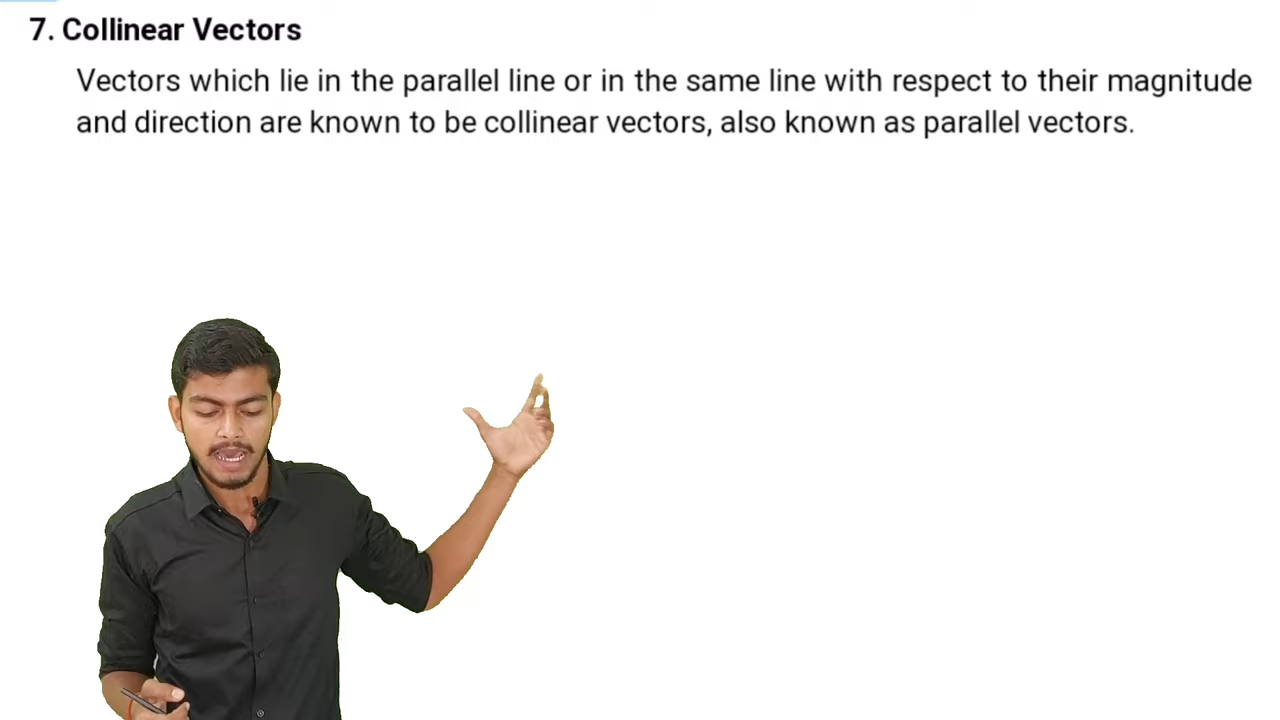 7. Collinear Vectors
Vectors which lie in the parallel line or in the same line with respect to their magnitude
and direction are known to be collinear vectors, also known as parallel vectors.